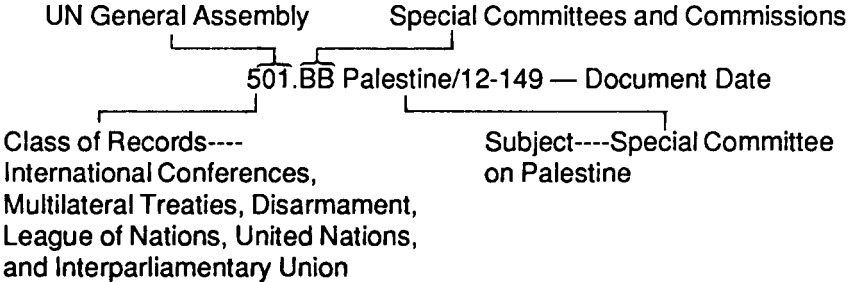 UN General Assembly Special Committees and Commissions
501.BB Palestine/12-149 — Document Date
Class of Records----
International Conferences,
Multilateral Treaties, Disarmament,
League of Nations, United Nations,
and Interparliamentary Union
Subject----Special Committee
on Palestine